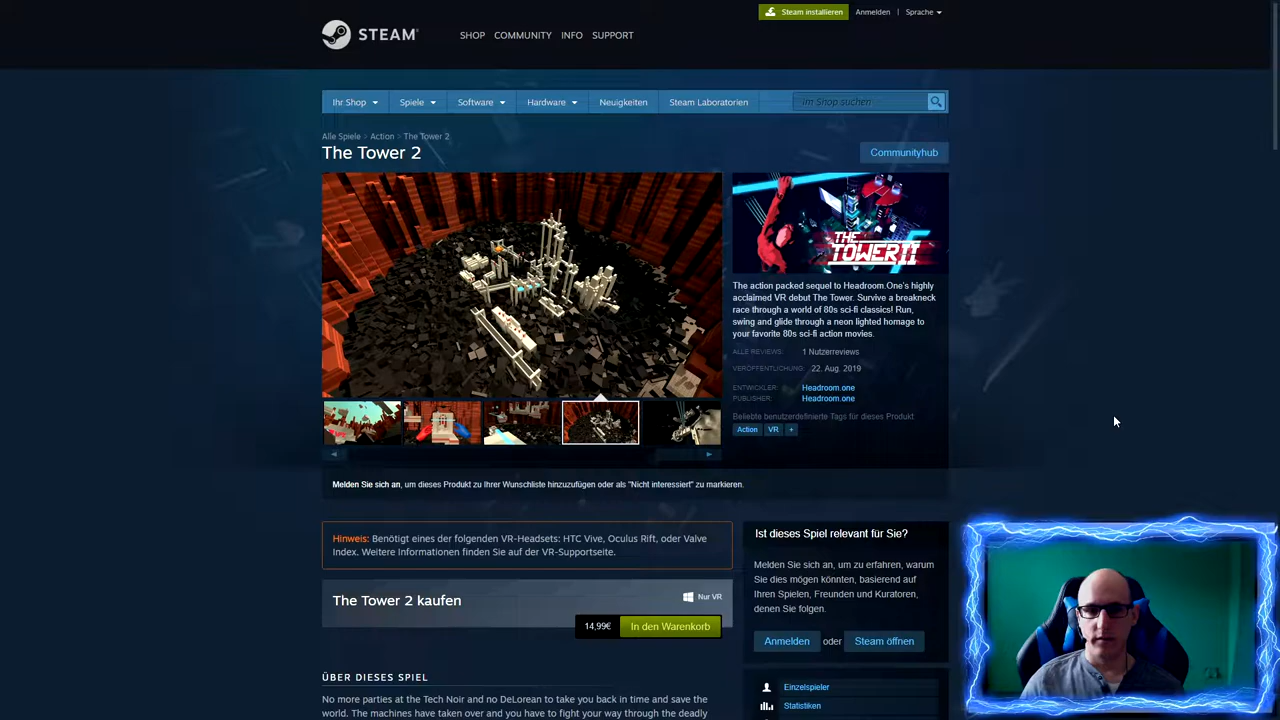 Steam installieren Anmelden | Sprache
STEAM
SHOP COMMUNITY INFO SUPPORT
Ihr Shop Spiele Software Hardware Neuigkeiten Steam Laboratorien Im Shop suchen
Alle Spiele > Action > The Tower 2
The Tower 2
Communityhub
THE
TOWER II
The action packed sequel to Headroom.One's highly
acclaimed VR debut The Tower. Survive a breakneck
race through a world of 80s sci-fi classics! Run,
swing and glide through a neon lighted homage to
your favorite 80s sci-fi action movies.
ALLE REVIEWS: 1 Nutzerreviews
VERÖFFENTLICHUNG: 22. Aug. 2019
ENTWICKLER: Headroom.one
PUBLISHER: Headroom.one
Beliebte benutzerdefinierte Tags für dieses Produkt
Action VR +
Melden Sie sich an, um dieses Produkt zu Ihrer Wunschliste hinzuzufügen oder als "Nicht interessiert" zu markieren.
Hinweis: Benötigt eines der folgenden VR-Headsets: HTC Vive, Oculus Rift, oder Valve
Index. Weitere Informationen finden Sie auf der VR-Supportseite.
The Tower 2 kaufen
Nur VR
14,99€ In den Warenkorb
ÜBER DIESES SPIEL
No more parties at the Tech Noir and no DeLorean to take you back in time and save the
world. The machines have taken over and you have to fight your way through the deadly
Ist dieses Spiel relevant für Sie?
Melden Sie sich an, um zu erfahren, warum
Sie dies mögen könnten, basierend auf
Ihren Spielen, Freunden und Kuratoren,
denen Sie folgen.
Anmelden oder Steam öffnen
Einzelspieler
Statistiken